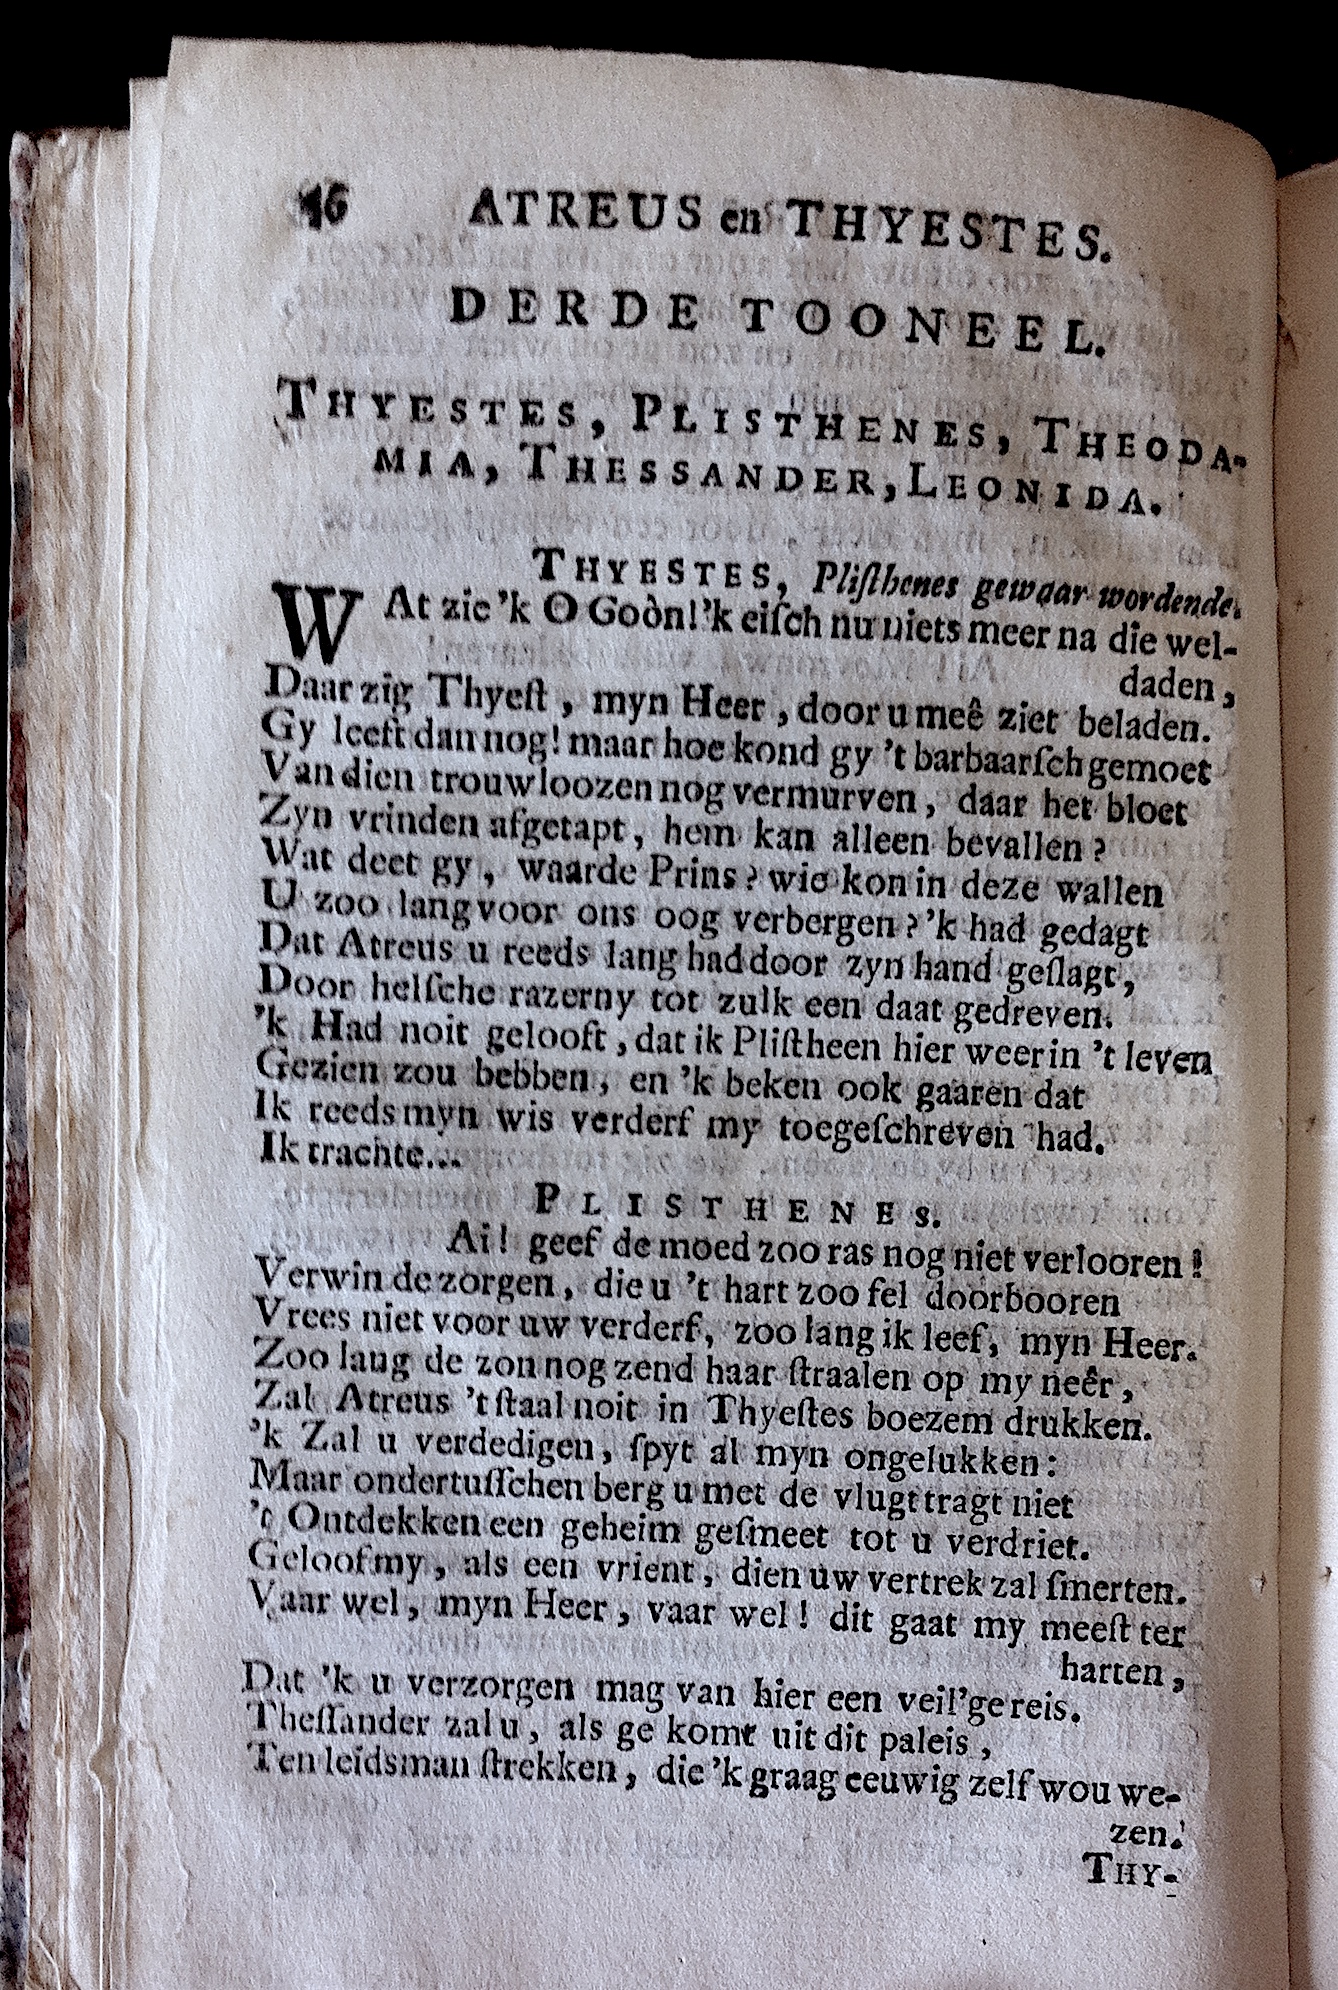 46 ATREUS en THYESTES.
DERDE TOONEEL.
THYESTES, PLISTHENES, THEODA-
MIA, THESSANDER, LEONIDA.
THYESTES, Pliſthenes gewaar wordende.
WAt zie 'k O Goôn! 'k eiſch nu niets meer na die wel-
daden,
Daar zig Thyeſt, myn Heer, door u meê ziet beladen.
Gy leeft dan nog! maar hoe kond gy 't barbaarſch gemoet
Van dien trouwloozen nog vermurven, daar het bloet
Zyn vrinden afgetapt, hem kan alleen bevallen?
Wat deet gy, waarde Prins? wie kon in deze wallen
U zoo lang voor ons oog verbergen? 'k had gedagt
Dat Atreus u reeds lang had door zyn hand geſlagt,
Door helſche razerny tot zulk een daat gedreven.
'k Had noit gelooft, dat ik Pliſtheen hier weer in 't leven
Gezien zou hebben, en 'k beken ook gaaren dat
Ik reeds myn wis verderf my toegeſchreven had.
Ik trachte...
PLISTHENES.
Ai! geef de moed zoo ras nog niet verlooren!
Verwin de zorgen, die u 't hart zoo fel doorbooren
Vrees niet voor uw verderf, zoo lang ik leef, myn Heer.
Zoo lang de zon nog zend haar ſtraalen op my neêr,
Zal Atreus 't ſtaal noit in Thyeſtes boezem drukken.
'k Zal u verdedigen, ſpyt al myn ongelukken:
Maar ondertuſſchen berg u met de vlugt tragt niet
't Ontdekken een geheim geſmeet tot u verdriet.
Geloof my, als een vrient, dien uw vertrek zal ſmerten.
Vaar wel, myn Heer, vaar wel! dit gaat my meeſt ter
harten,
Dat 'k u verzorgen mag van hier een veil'ge reis.
Theſſander zal u, als ge komt uit dit paleis,
Ten leidsman ſtrekken, die 'k graag eeuwig zelf wou we-
zen.
THY-